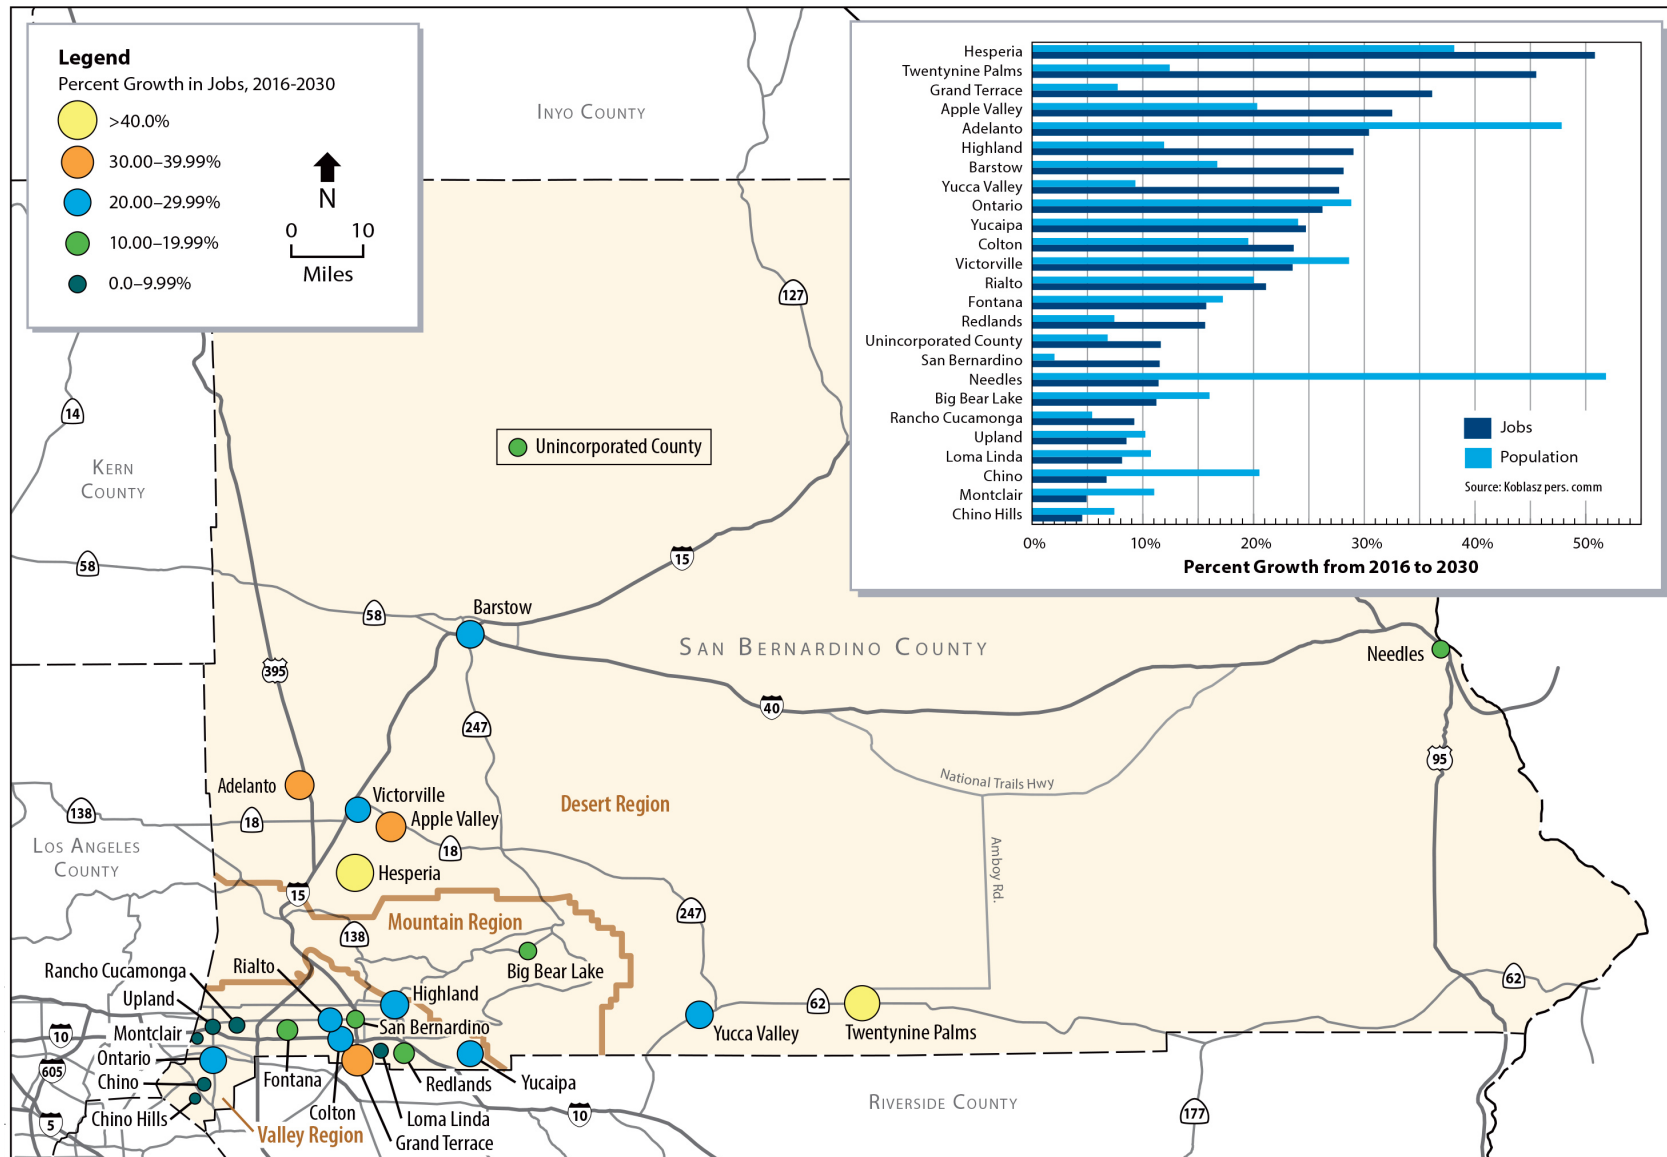 Legend
Percent Growth in Jobs, 2016-2030
>40.0%
30.00–39.99%
20.00–29.99%
10.00–19.99%
0.0–9.99%
N
0 10
Miles
Hesperia
Twentynine Palms
Grand Terrace
Apple Valley
Adelanto
Highland
Barstow
Yucca Valley
Ontario
Yucaipa
Colton
Victorville
Rialto
Fontana
Redlands
Unincorporated County
San Bernardino
Needles
Big Bear Lake
Rancho Cucamonga
Upland
Loma Linda
Chino
Montclair
Chino Hills
0% 10% 20% 30% 40% 50%
Percent Growth from 2016 to 2030
Jobs
Population
Source: Koblasz pers. comm
INYO COUNTY
127
14
KERN
COUNTY
Unincorporated County
58
15
58
Barstow
SAN BERNARDINO COUNTY
Needles
395
40
247
95
National Trails Hwy
Adelanto
Victorville
Desert Region
138
18
Apple Valley
18
Amboy Rd.
LOS ANGELES
COUNTY
Hesperia
15
247
Mountain Region
138
Rancho Cucamonga
Rialto
Big Bear Lake
62
Upland
Highland
62
San Bernardino
Yucca Valley
Twentynine Palms
Montclair
10
Ontario
605
Chino
Fontana
Redlands
Yucaipa
Chino Hills
Colton
Loma Linda
10
RIVERSIDE COUNTY
177
5
Valley Region
Grand Terrace